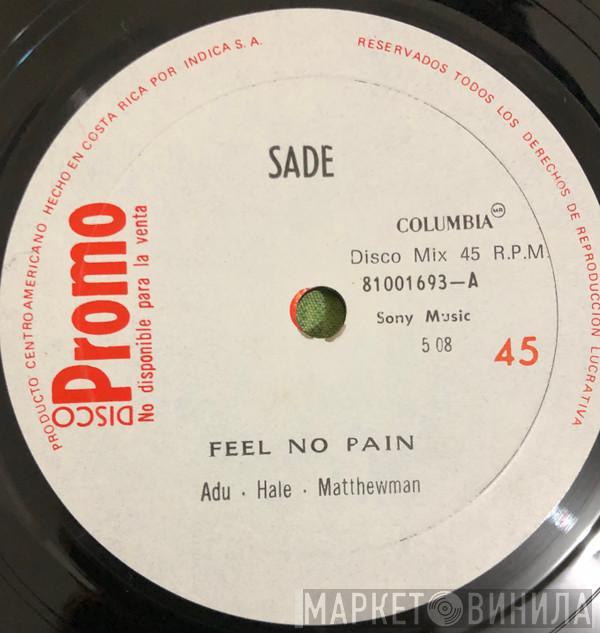 PRODUCTO CENTROAMERICANO HECHO EN COSTA RICA POR INDICA S.A.
RESERVADOS TODOS LOS DERECHOS DE REPRODUCCION LUCRATIVA
DISCO
Promo
No disponible para la venta
SADE
COLUMBIA MR
Disco Mix 45 R.P.M.
81001693-A
Sony Music
5 08
45
FEEL NO PAIN
Adu · Hale · Matthewman
МАРКЕТ ВИНИЛА